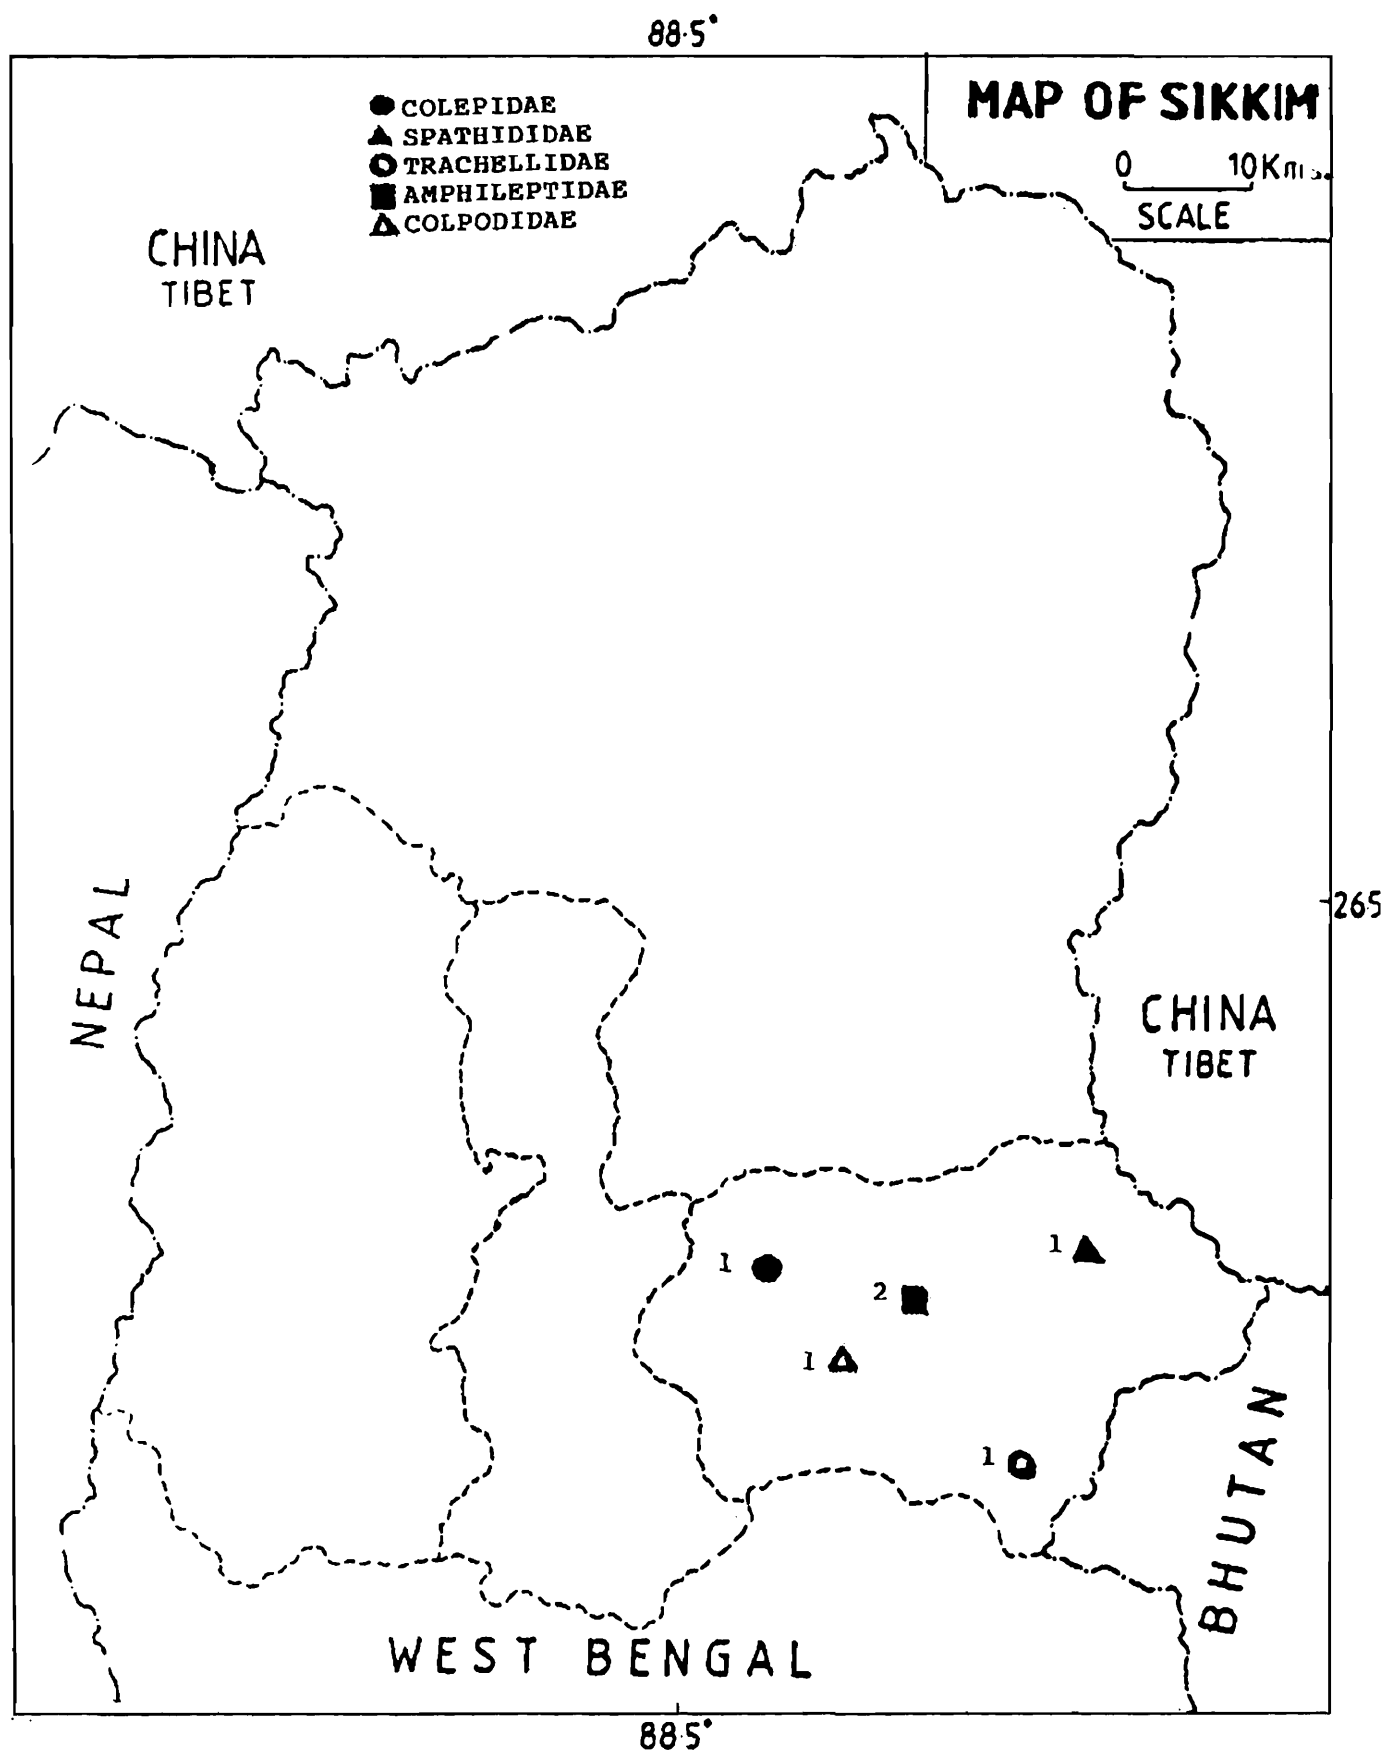 88·5°
MAP OF SIKKIM
0 10Kms.
SCALE
COLEPIDAE
SPATHIDIDAE
TRACHELLIDAE
AMPHILEPTIDAE
COLPODIDAE
CHINA
TIBET
NEPAL
265
CHINA
TIBET
1
1
2
1
1
BHUTAN
WEST BENGAL
88·5°